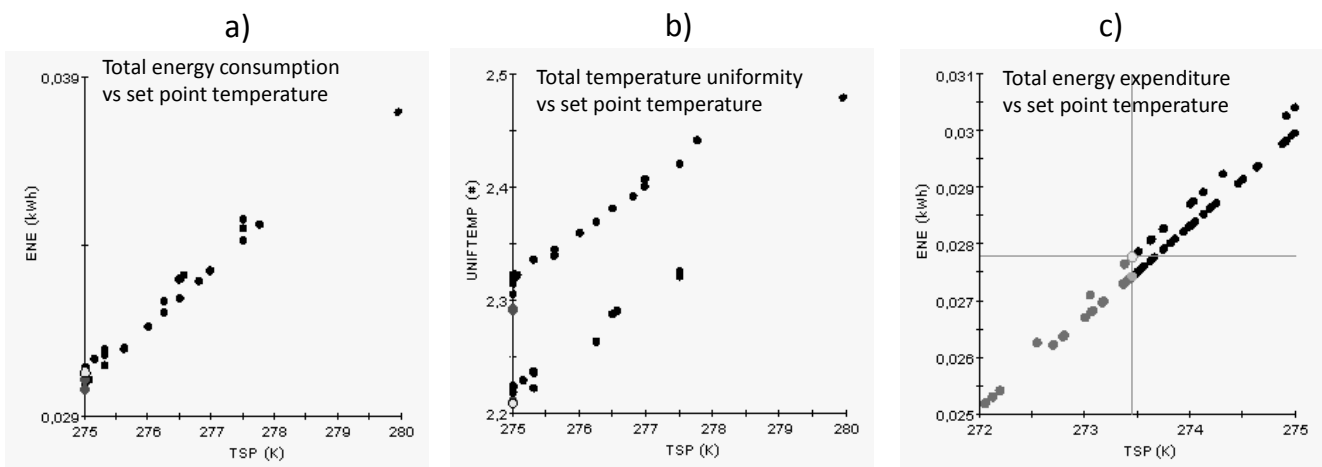 a)
Total energy consumption
vs set point temperature
0,039
0,029
ENE (kWh)
275
276
277
278
279
280
TSP (K)
b)
Total temperature uniformity
vs set point temperature
2,5
2,4
2,3
2,2
UNIFTEMP (#)
275
276
277
278
279
280
TSP (K)
c)
Total energy expenditure
vs set point temperature
0,031
0,03
0,029
0,028
0,027
0,026
0,025
ENE (kWh)
272
273
274
275
TSP (K)